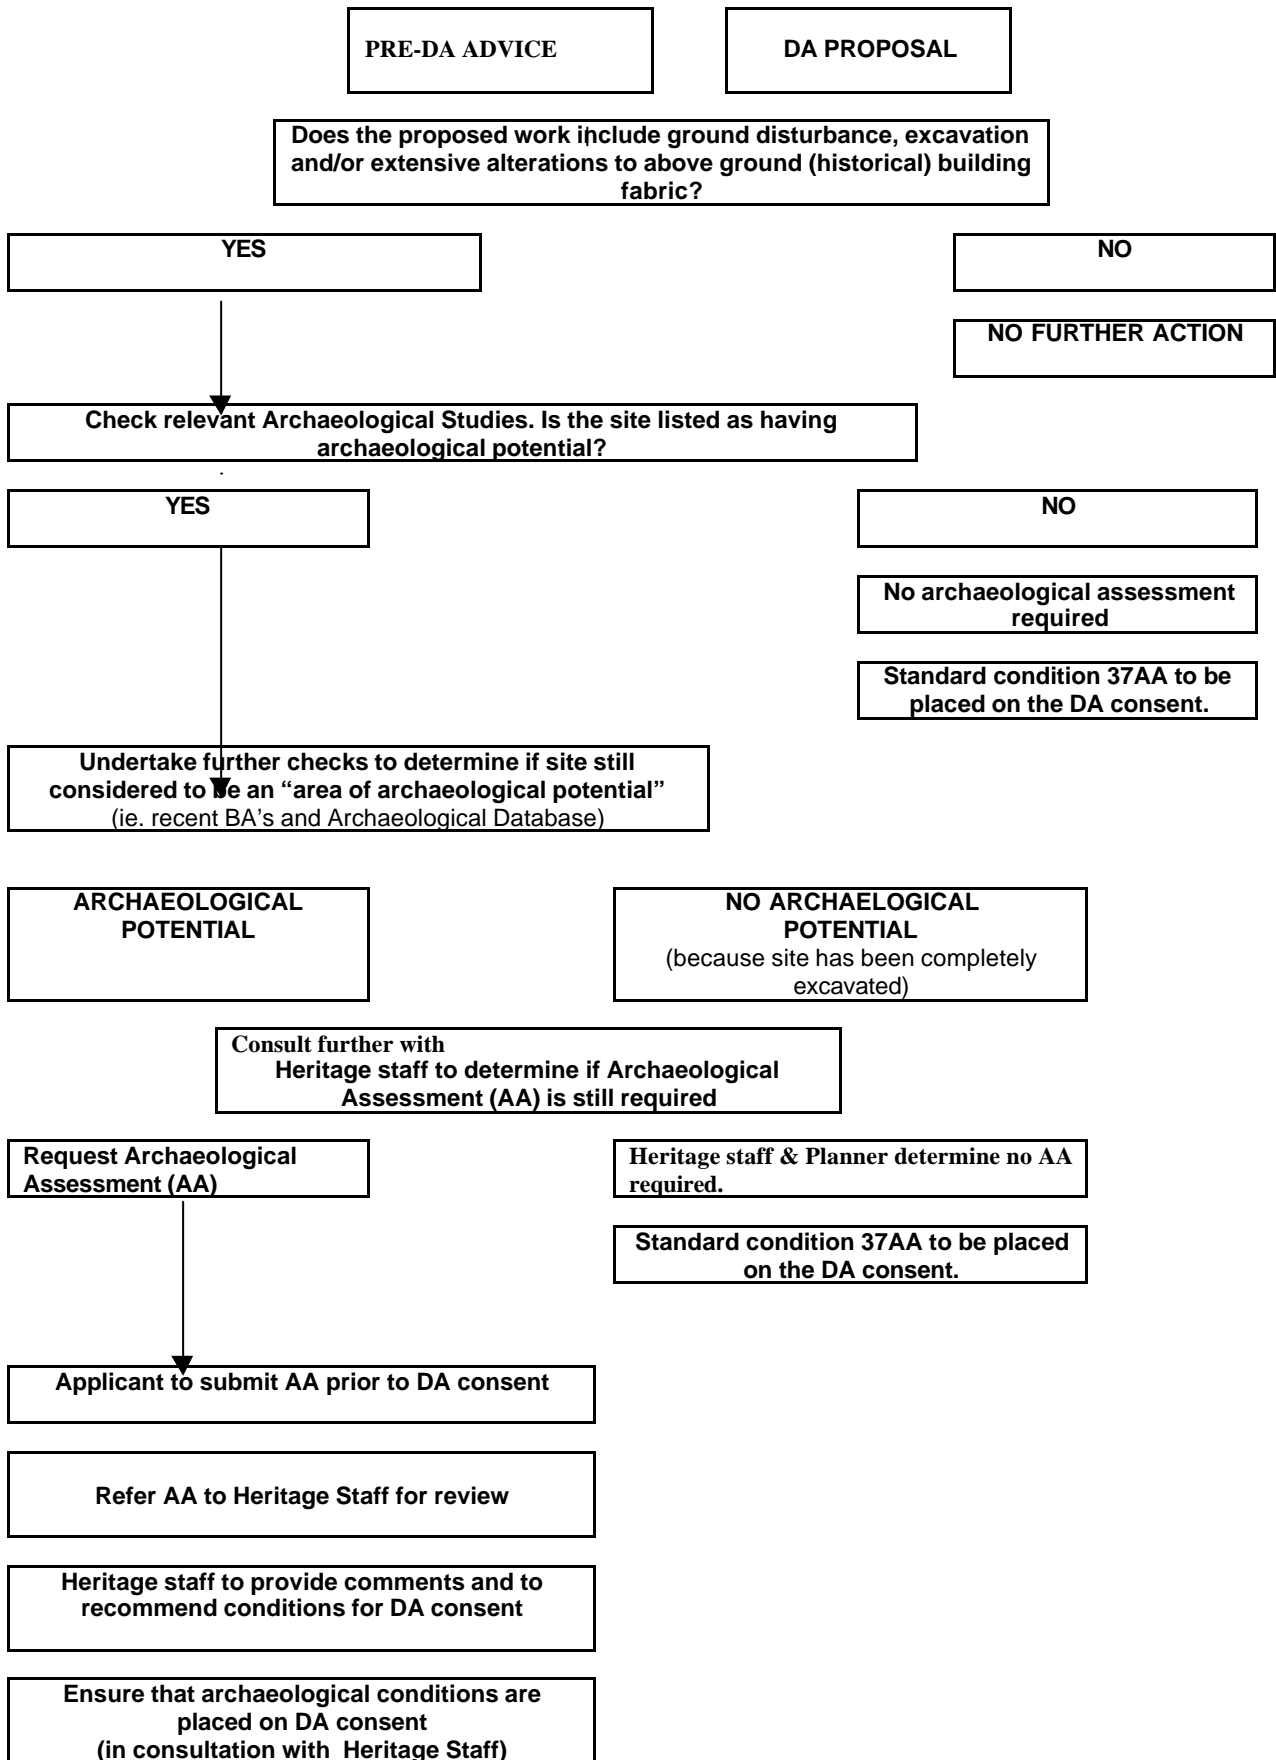 PRE-DA ADVICE
DA PROPOSAL
Does the proposed work include ground disturbance, excavation
and/or extensive alterations to above ground (historical) building
fabric?
YES
NO
NO FURTHER ACTION
Check relevant Archaeological Studies. Is the site listed as having
archaeological potential?
YES
NO
No archaeological assessment
required
Standard condition 37AA to be
placed on the DA consent.
Undertake further checks to determine if site still
considered to be an “area of archaeological potential”
(ie. recent BA's and Archaeological Database)
ARCHAEOLOGICAL
POTENTIAL
NO ARCHAELOGICAL
POTENTIAL
(because site has been completely
excavated)
Consult further with
Heritage staff to determine if Archaeological
Assessment (AA) is still required
Request Archaeological
Assessment (AA)
Heritage staff & Planner determine no AA
required.
Standard condition 37AA to be placed
on the DA consent.
Applicant to submit AA prior to DA consent
Refer AA to Heritage Staff for review
Heritage staff to provide comments and to
recommend conditions for DA consent
Ensure that archaeological conditions are
placed on DA consent
(in consultation with Heritage Staff)